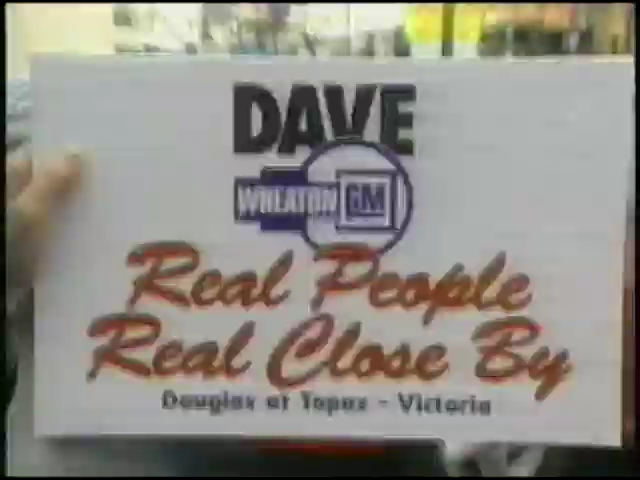 DAVE
WHEATON GM
Real People
Real Close By
Douglas at Topaz - Victoria